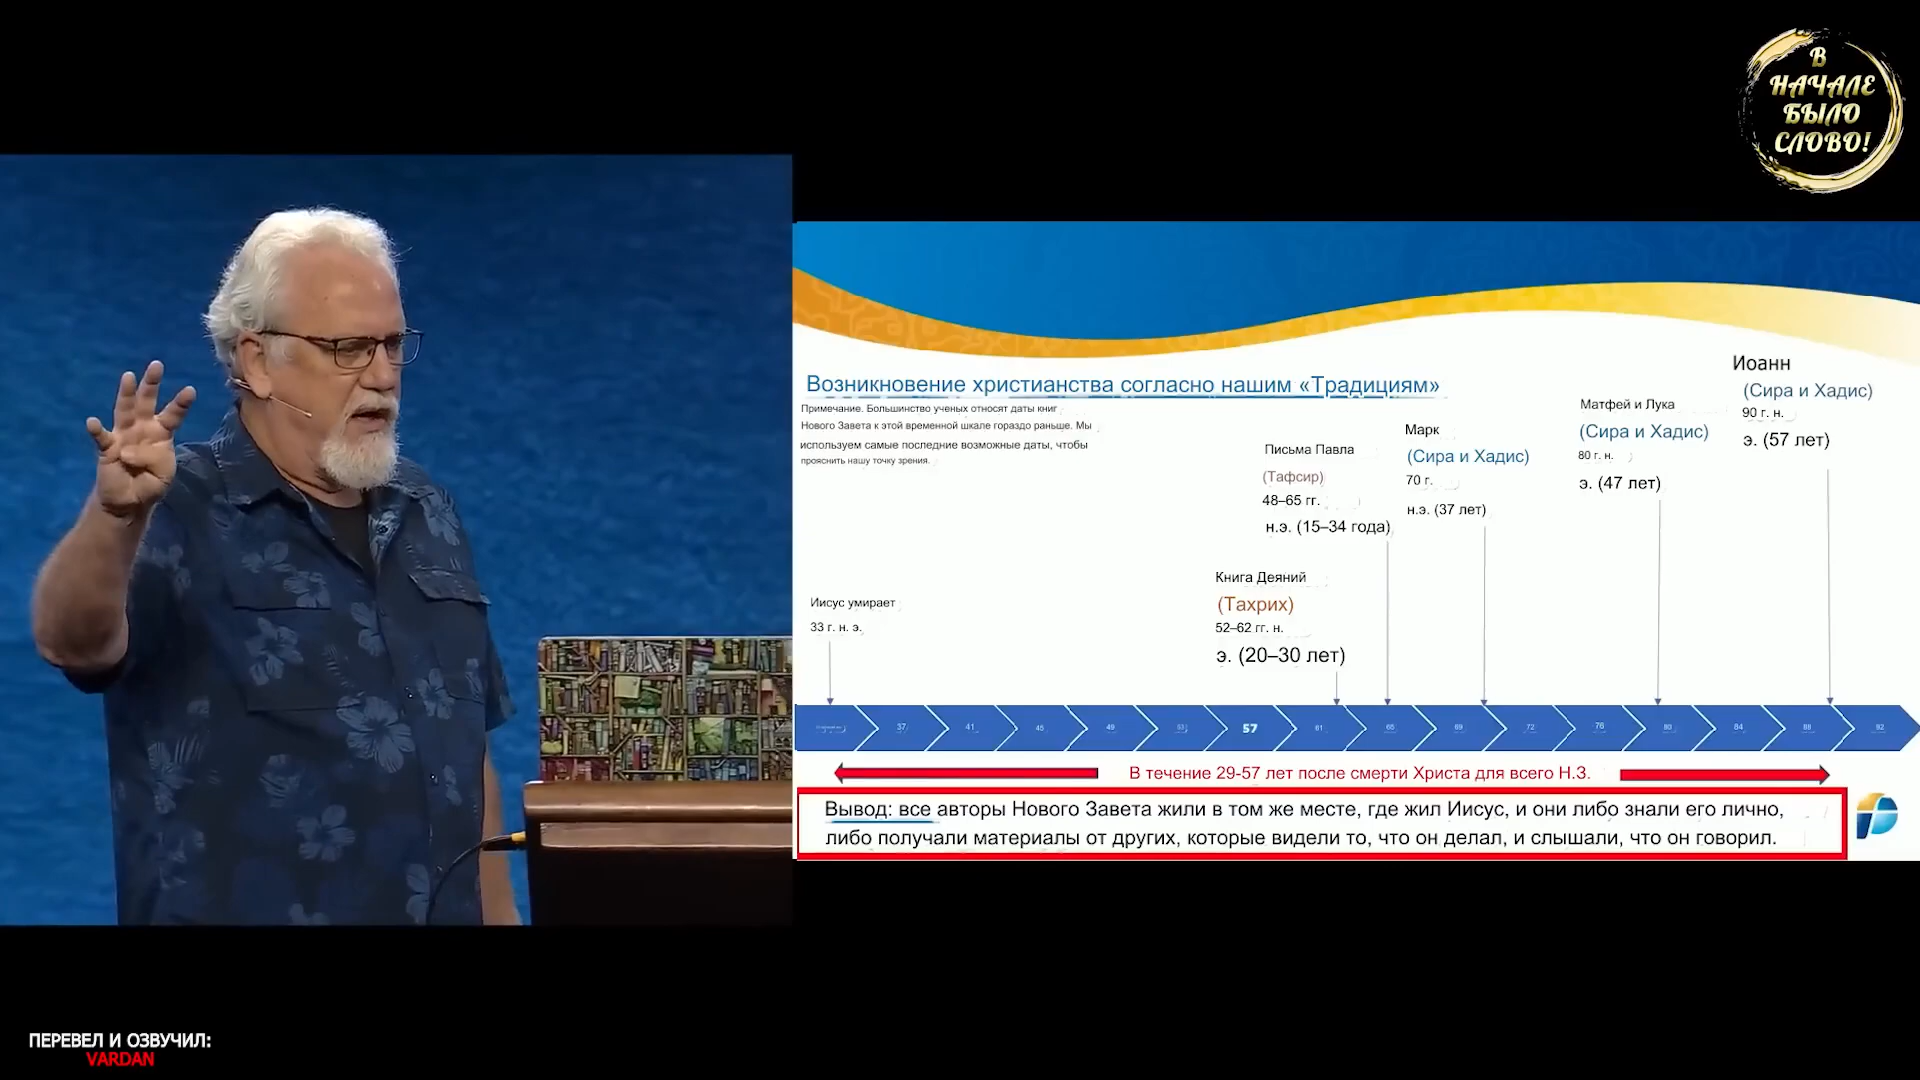 В
НАЧАЛЕ
БЫЛО
СЛОВО!
Возникновение христианства согласно нашим «Традициям»
Примечание. Большинство ученых относят даты книг
Нового Завета к этой временной шкале гораздо раньше. Мы
используем самые последние возможные даты, чтобы
прояснить нашу точку зрения.
Иисус умирает
33 г. н. э.
Книга Деяний
(Тахрих)
52–62 гг. н.
э. (20–30 лет)
Письма Павла
(Тафсир)
48–65 гг.
н.э. (15–34 года)
Марк
(Сира и Хадис)
70 г.
н.э. (37 лет)
Матфей и Лука
(Сира и Хадис)
80 г. н.
э. (47 лет)
Иоанн
(Сира и Хадис)
90 г. н.
э. (57 лет)
37 41 45 49 53 57 61 65 69 72 76 80 84 88 92
В течение 29-57 лет после смерти Христа для всего Н.З.
Вывод: все авторы Нового Завета жили в том же месте, где жил Иисус, и они либо знали его лично,
либо получали материалы от других, которые видели то, что он делал, и слышали, что он говорил.
ПЕРЕВЕЛ И ОЗВУЧИЛ:
VARDAN